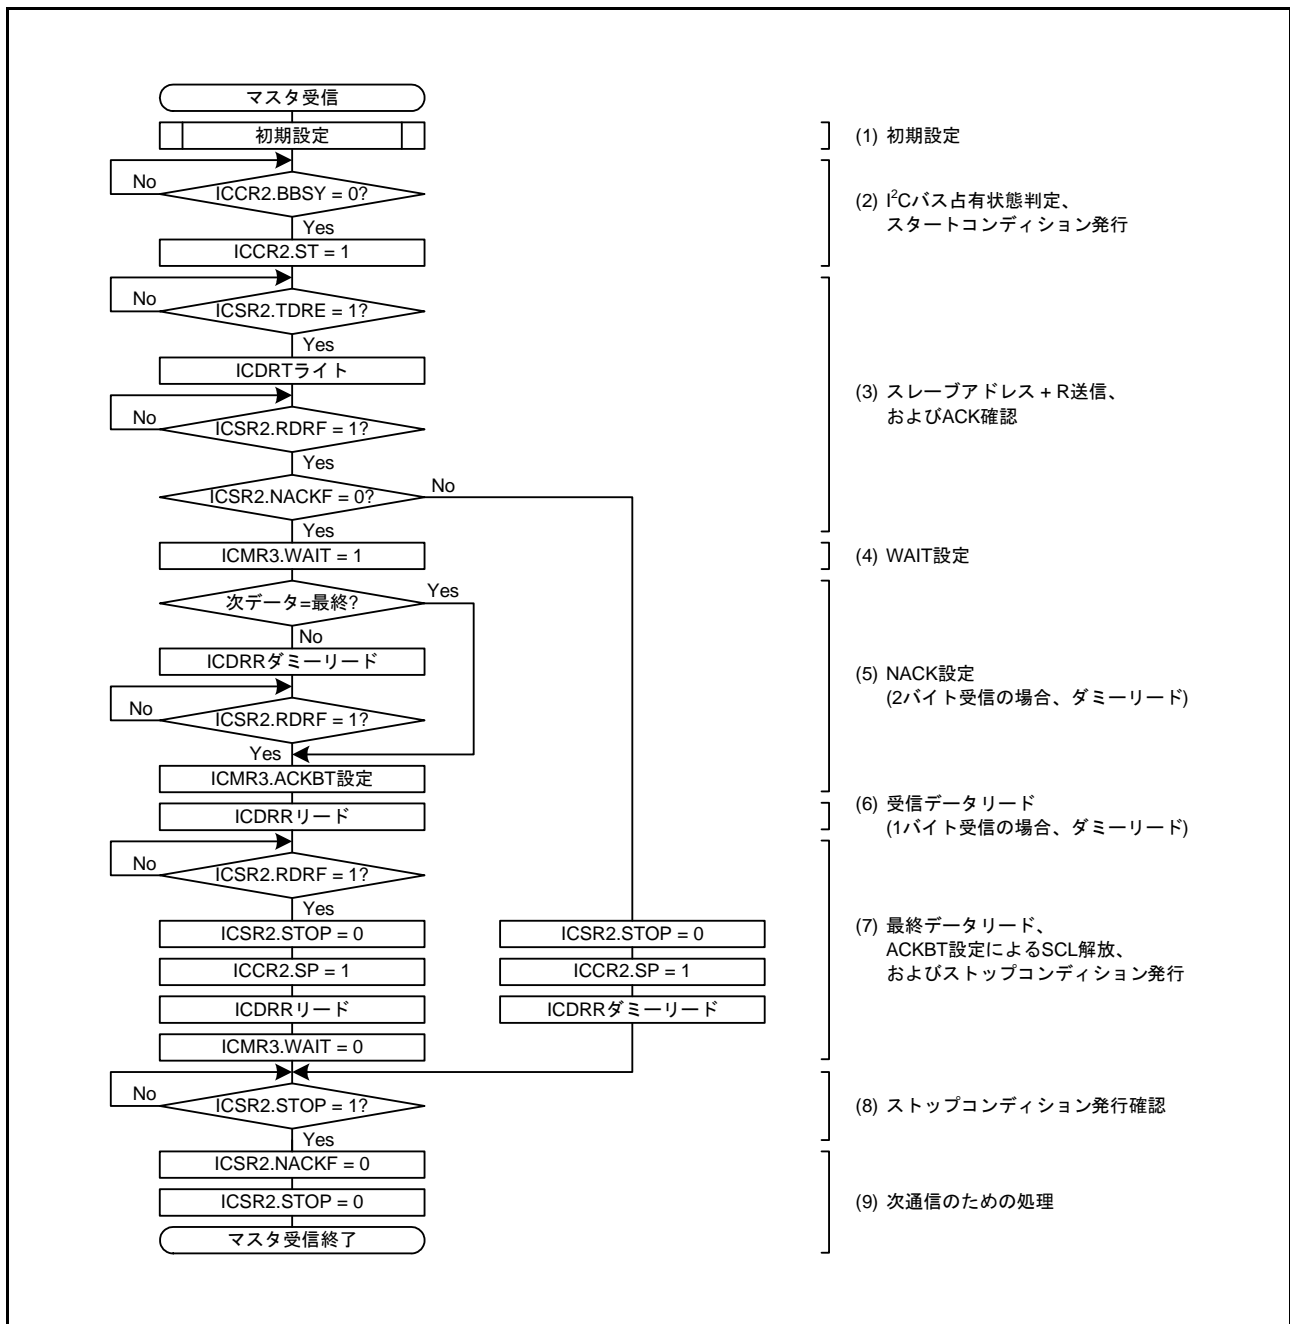 マスタ受信
初期設定
No
ICCR2.BBSY = 0?
Yes
ICCR2.ST = 1
No
ICSR2.TDRE = 1?
Yes
ICDRTライト
No
ICSR2.RDRF = 1?
Yes
ICSR2.NACKF = 0?
No
Yes
ICMR3.WAIT = 1
次データ=最終?
Yes
No
ICDRRダミーリード
No
ICSR2.RDRF = 1?
Yes
ICMR3.ACKBT設定
ICDRRリード
No
ICSR2.RDRF = 1?
Yes
ICSR2.STOP = 0
ICCR2.SP = 1
ICDRRリード
ICMR3.WAIT = 0
ICSR2.STOP = 0
ICCR2.SP = 1
ICDRRダミーリード
No
ICSR2.STOP = 1?
Yes
ICSR2.NACKF = 0
ICSR2.STOP = 0
マスタ受信終了
(1) 初期設定
(2) I²Cバス占有状態判定、
スタートコンディション発行
(3) スレーブアドレス + R送信、
およびACK確認
(4) WAIT設定
(5) NACK設定
(2バイト受信の場合、ダミーリード)
(6) 受信データリード
(1バイト受信の場合、ダミーリード)
(7) 最終データリード、
ACKBT設定によるSCL解放、
およびストップコンディション発行
(8) ストップコンディション発行確認
(9) 次通信のための処理